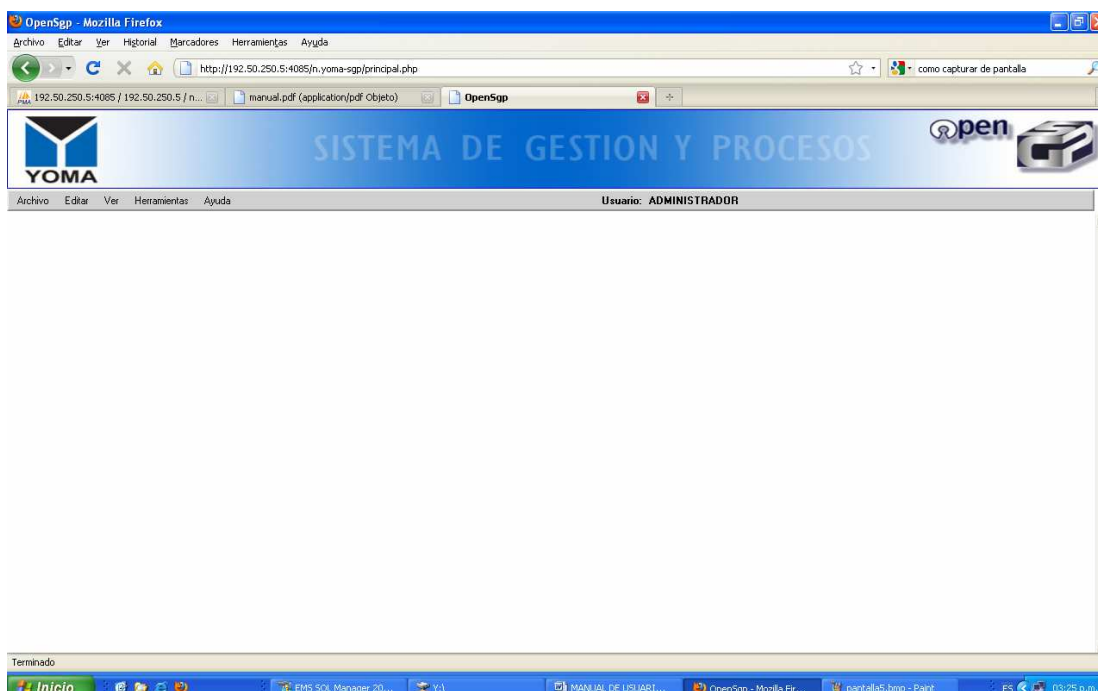 OpenSgp - Mozilla Firefox
Archivo Editar Ver Historial Marcadores Herramientas Ayuda
http://192.50.250.5:4085/n.yoma-sgp/principal.php
como capturar de pantalla
192.50.250.5:4085 / 192.50.250.5 / n... manual.pdf (application/pdf Objeto) OpenSgp
YOMA
SISTEMA DE GESTION Y PROCESOS
open
Archivo Editar Ver Herramientas Ayuda Usuario: ADMINISTRADOR
Terminado
Inicio EMS SQL Manager 20... Y:\ MANUAL DE USUARI... OpenSgp - Mozilla Fir... pantalla5.bmp - Paint ES 03:25 p.m.